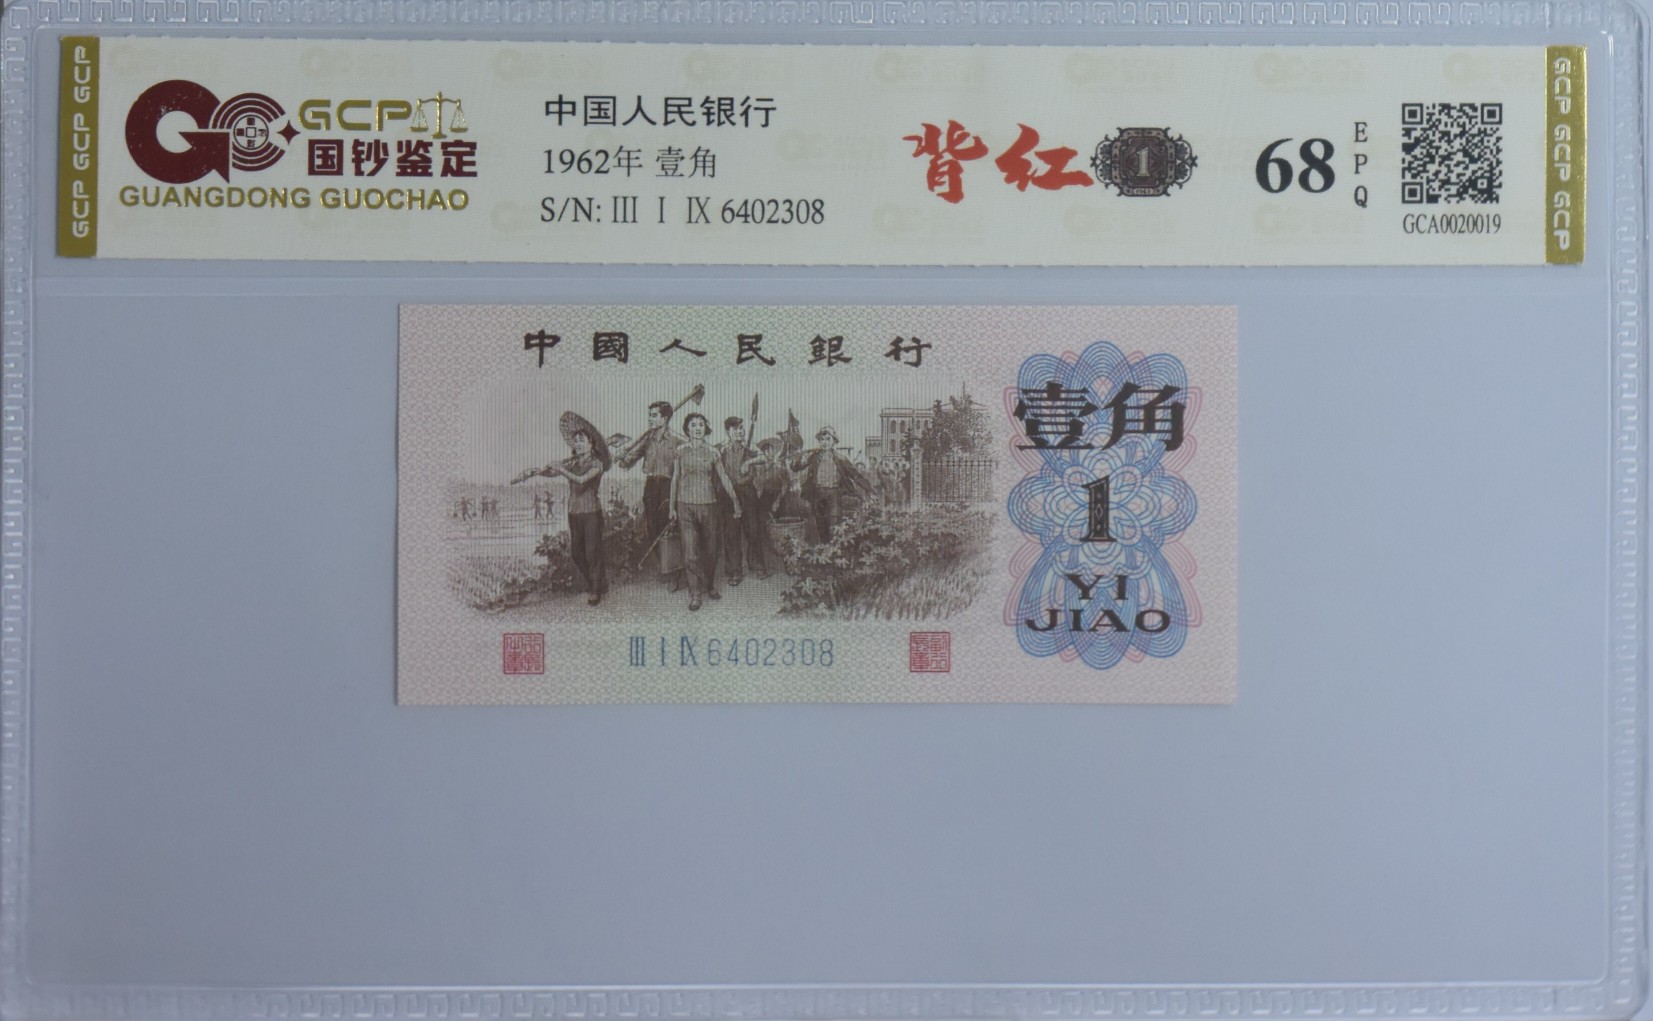 GCP GCP GCP
GCP
国钞鉴定
GUANGDONG GUOCHAO
中国人民银行
1962年 壹角
S/N: III I IX 6402308
背红
1
68
EPQ
GCA0020019
GCP GCP GCP
中國人民銀行
壹角
1
YI
JIAO
III I IX 6402308